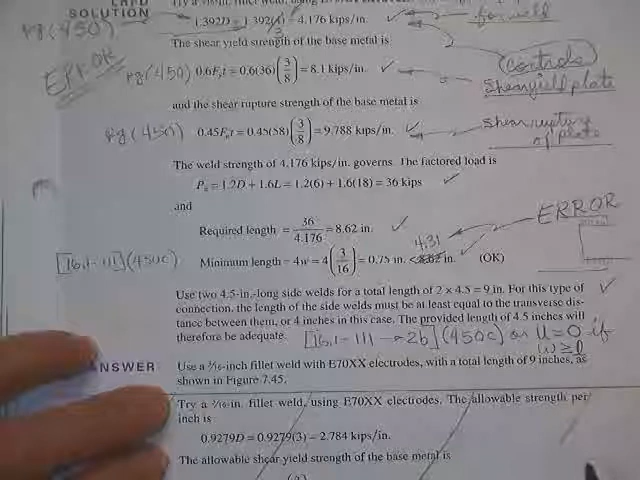 LRFD
SOLUTION
Try a
1.392D = 1.392(3) = 4.176 kips/in. ✓
for weld
pg(450)
The shear yield strength of the base metal is
ERROR
pg(450) 0.6Fyt = 0.6(36)(3/8) = 8.1 kips/in. ✓
(controls)
Shear yield plate
and the shear rupture strength of the base metal is
pg(450) 0.45Fut = 0.45(58)(3/8) = 9.788 kips/in. ✓
Shear rupture of plate
The weld strength of 4.176 kips/in. governs. The factored load is
Pu = 1.2D + 1.6L = 1.2(6) + 1.6(18) = 36 kips ✓
and
ERROR
Required length = 36/4.176 = 8.62 in. ✓
4.31
[16.1-111](450c) Minimum length = 4w = 4(3/16) = 0.75 in. < 8.62 in. ✓ (OK)
Use two 4.5-in.-long side welds for a total length of 2 × 4.5 = 9 in. For this type of ✓
connection, the length of the side welds must be at least equal to the transverse dis-
tance between them, or 4 inches in this case. The provided length of 4.5 inches will
therefore be adequate. [16.1-111-2b](450c) or U=0 if
w≥l
ANSWER
Use a 3/16-inch fillet weld with E70XX electrodes, with a total length of 9 inches, as
shown in Figure 7.45.
Try a 3/16-in. fillet weld, using E70XX electrodes. The allowable strength per
inch is
0.9279D = 0.9279(3) = 2.784 kips/in.
The allowable shear yield strength of the base metal is